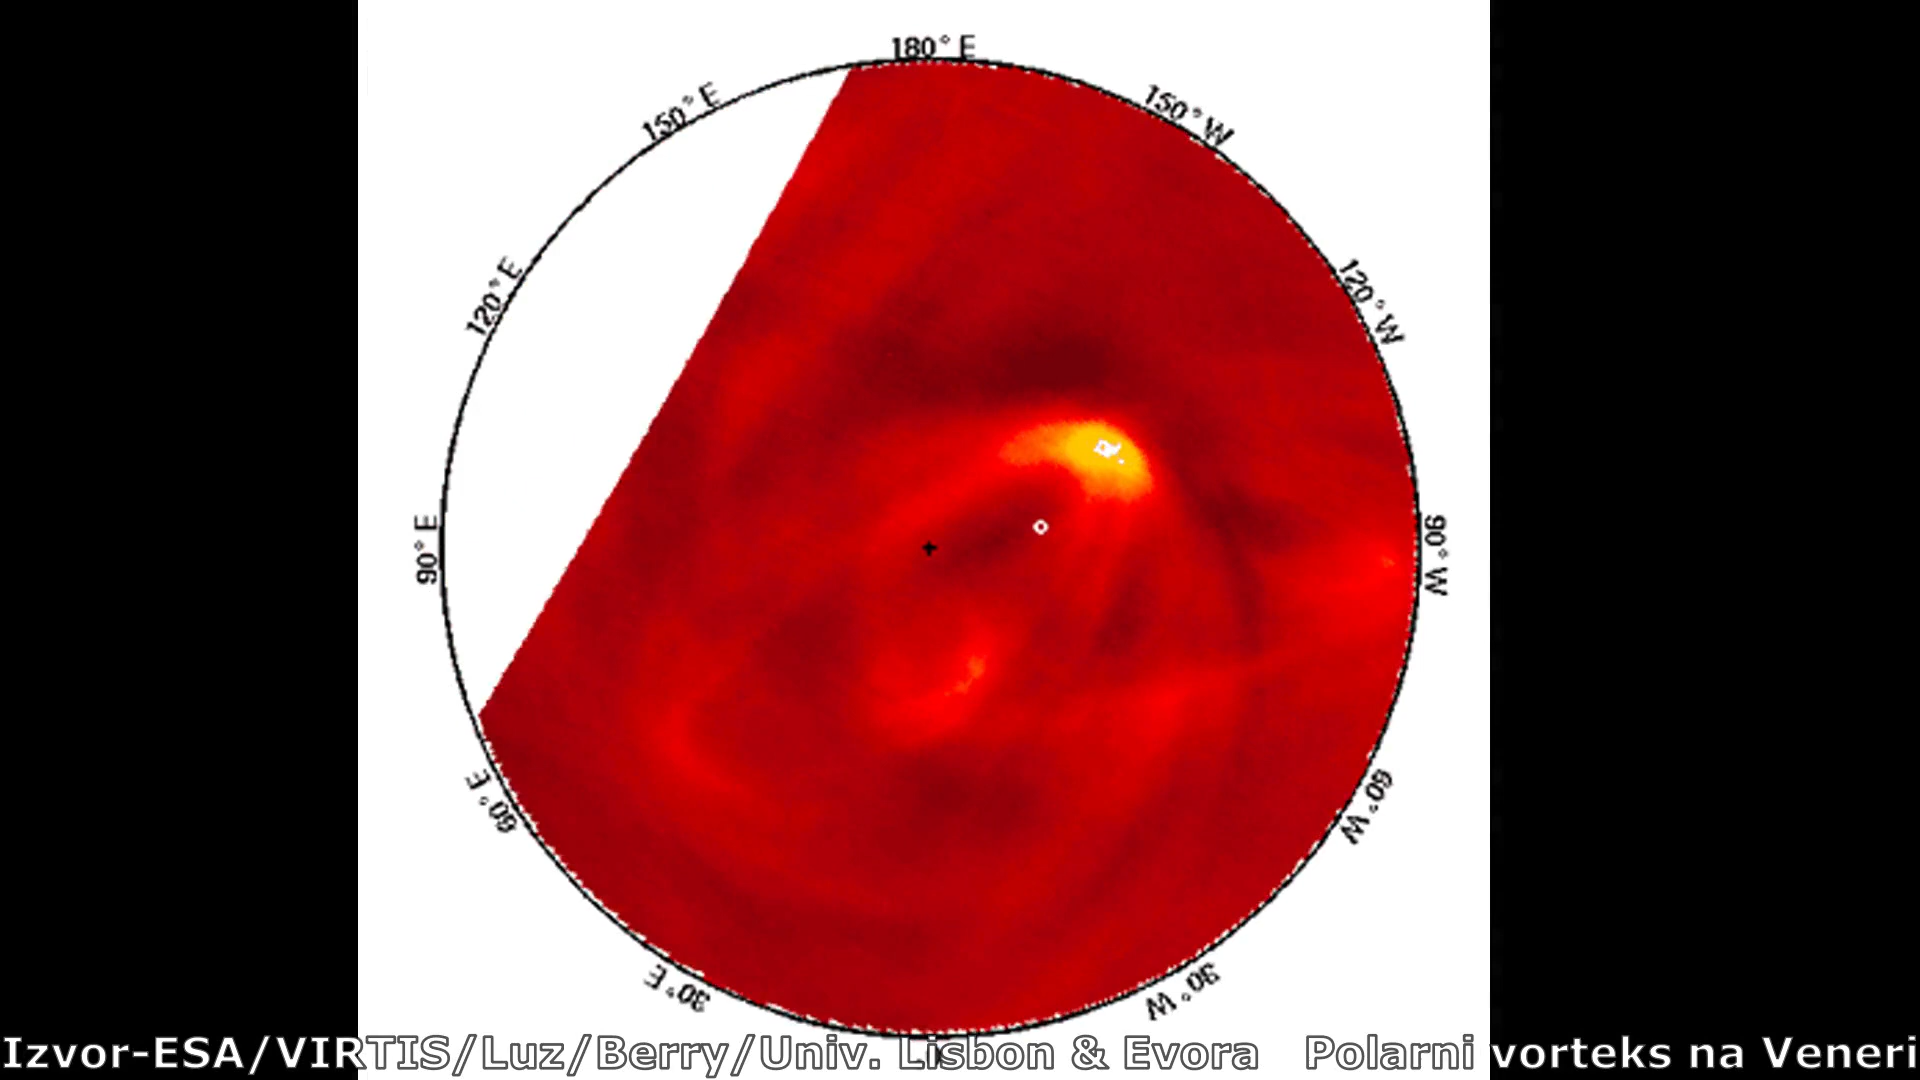 180° E
150° E
150° W
120° E
120° W
90° E
90° W
60° E
60° W
30° E
30° W
Izvor-ESA/VIRTIS/Luz/Berry/Univ. Lisbon & Evora Polarni vorteks na Veneri